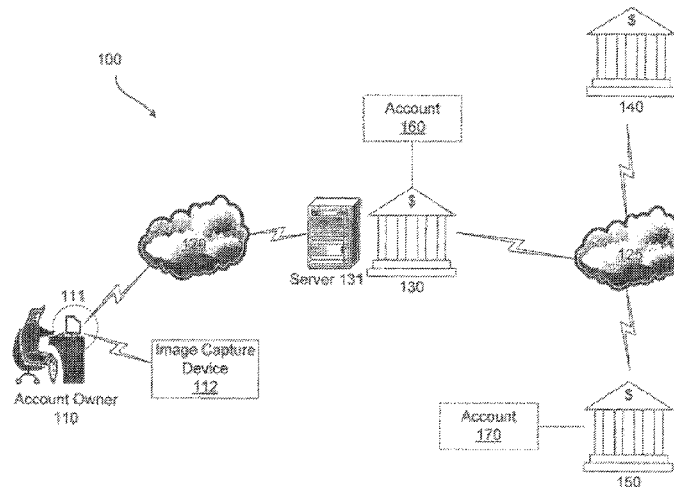 $
140
100
Account
160
$
120
125
Server 131
130
111
Image Capture
Device
112
Account Owner
110
$
Account
170
150